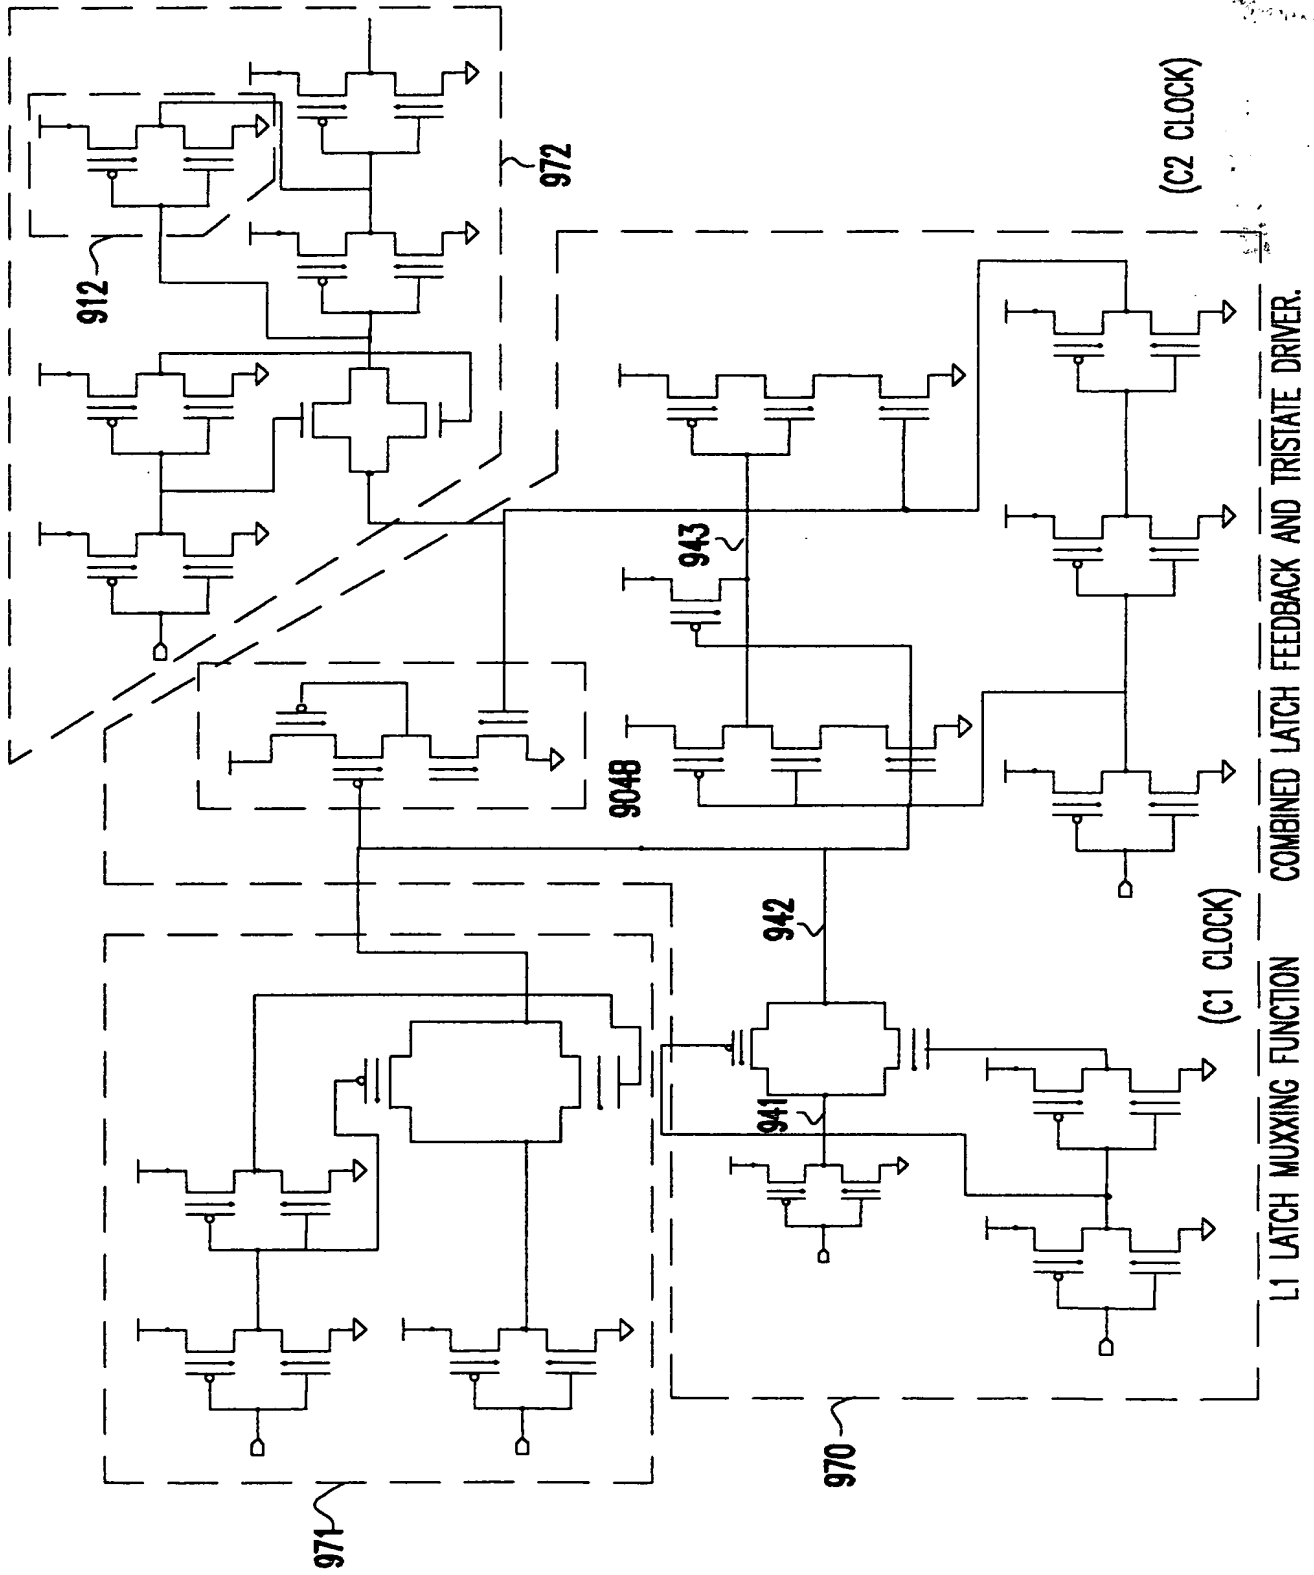 912
972
943
904B
942
941
971
970
(C1 CLOCK)
(C2 CLOCK)
L1 LATCH MUXXING FUNCTION
COMBINED LATCH FEEDBACK AND TRISTATE DRIVER.